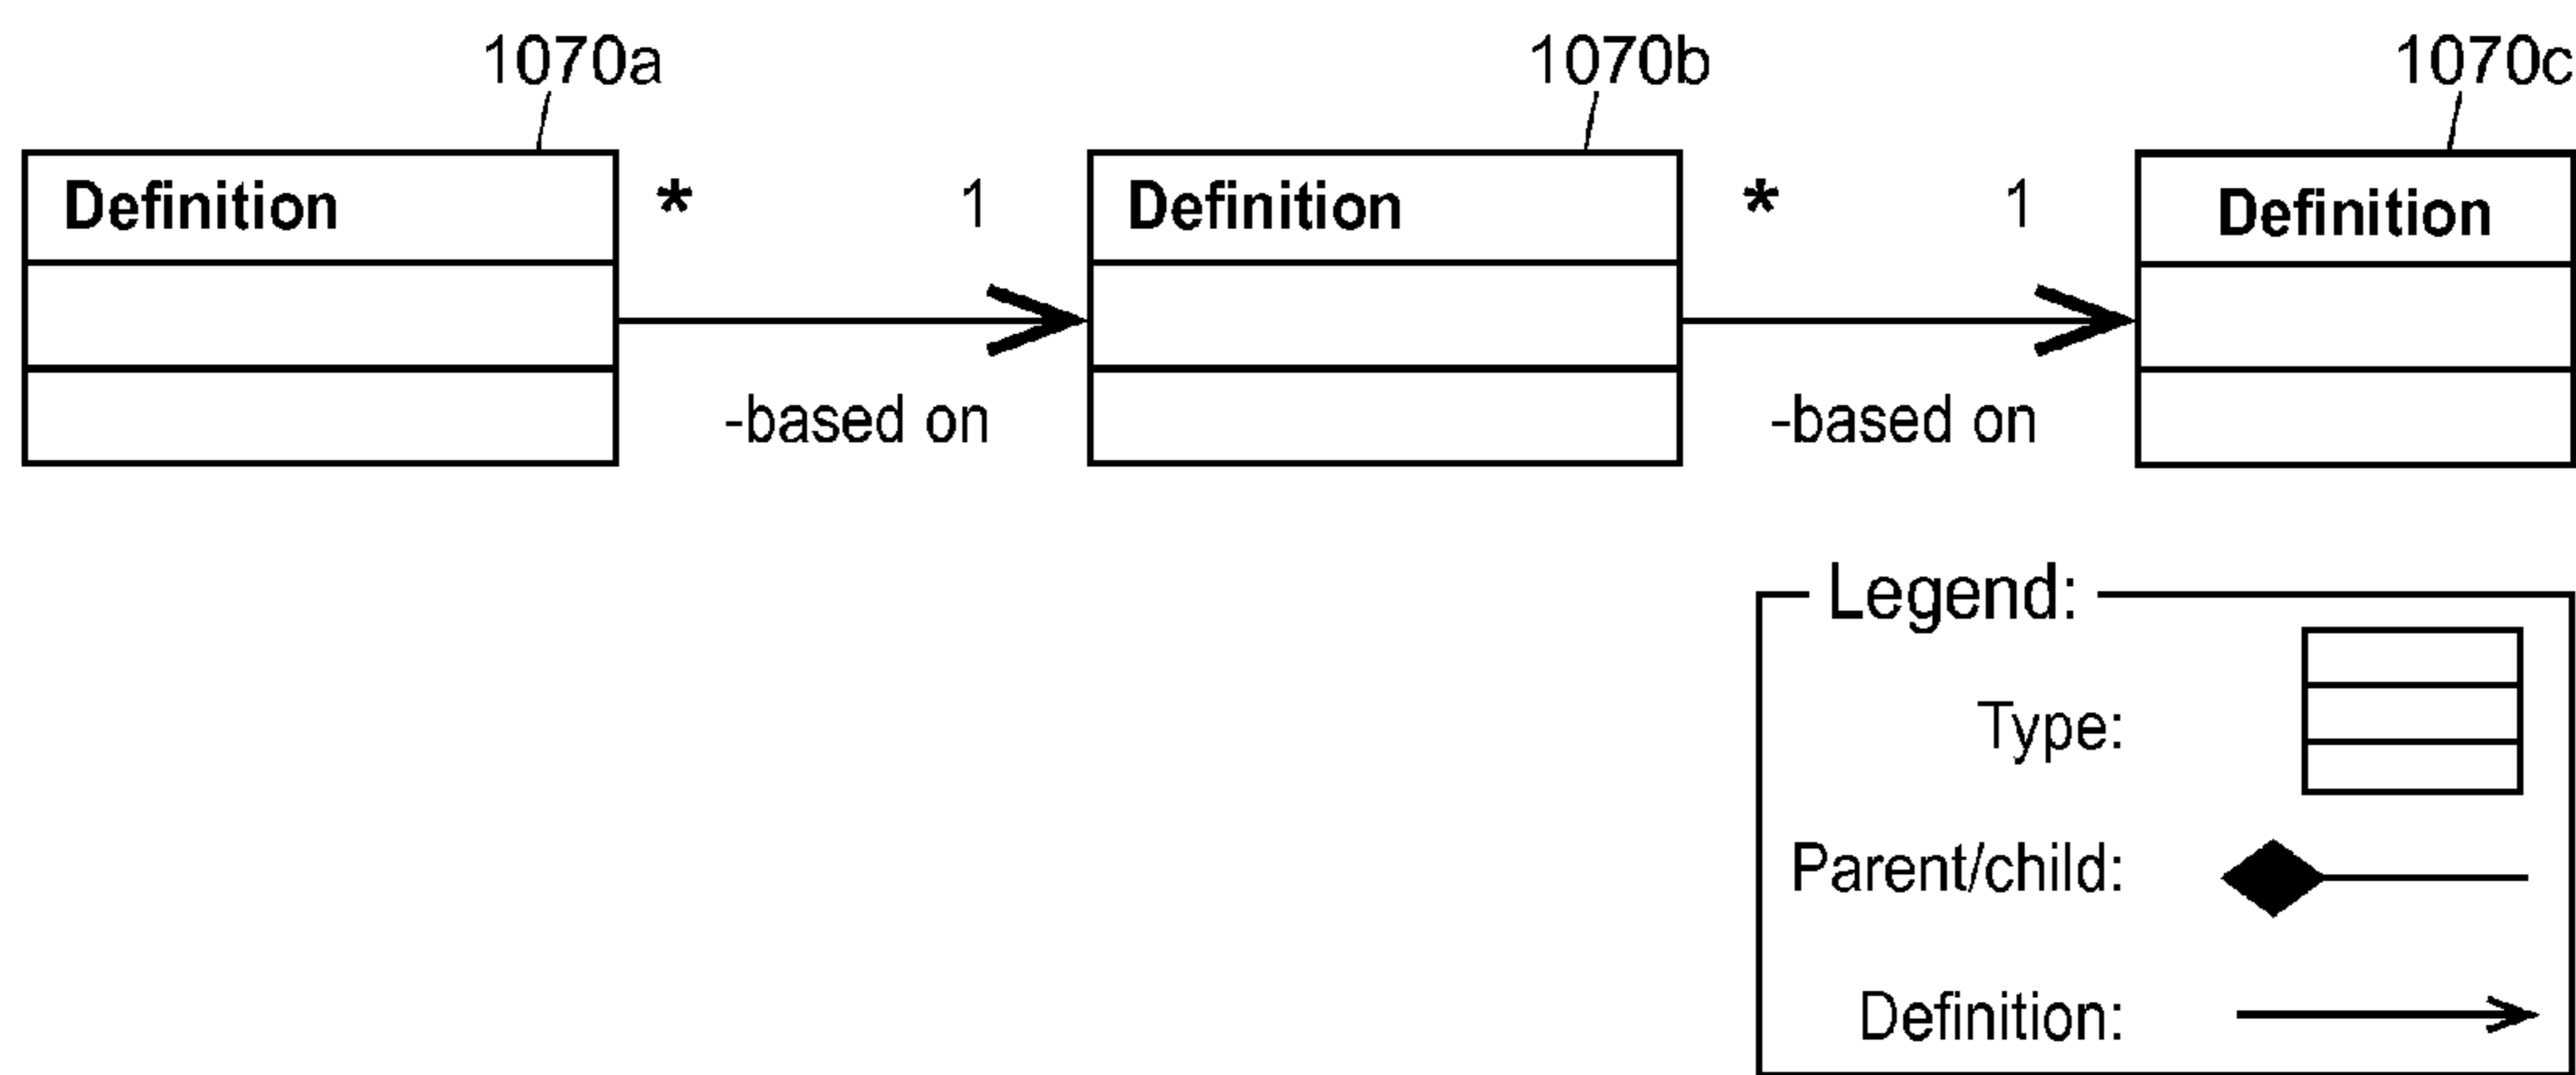 1070a 1070b 1070c
Definition * 1 Definition * 1 Definition
-based on -based on
Legend:
Type:
Parent/child:
Definition: